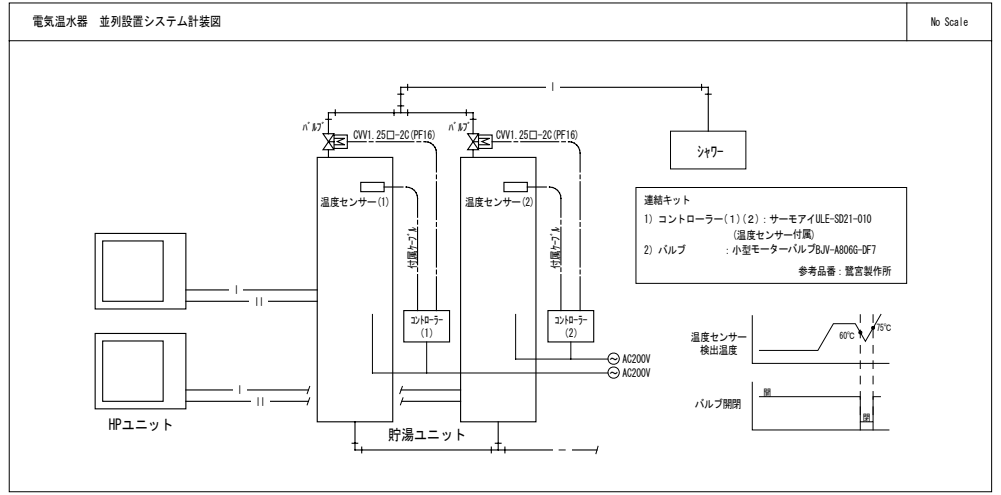 電気温水器　並列設置システム計装図
No Scale
バルブ
CVV1.25□-2C(PF16)
バルブ
CVV1.25□-2C(PF16)
シャワー
温度センサー(1)
温度センサー(2)
付属ケーブル
付属ケーブル
連結キット
1) コントローラー(1)(2)：サーモアイULE-SD21-010
(温度センサー付属)
2) バルブ　　　　：小型モーターバルブBJV-A806G-DF7
参考品番：鷺宮製作所
コントローラー
(1)
コントローラー
(2)
AC200V
AC200V
温度センサー
検出温度
60℃
75℃
バルブ開閉
開
閉
HPユニット
貯湯ユニット